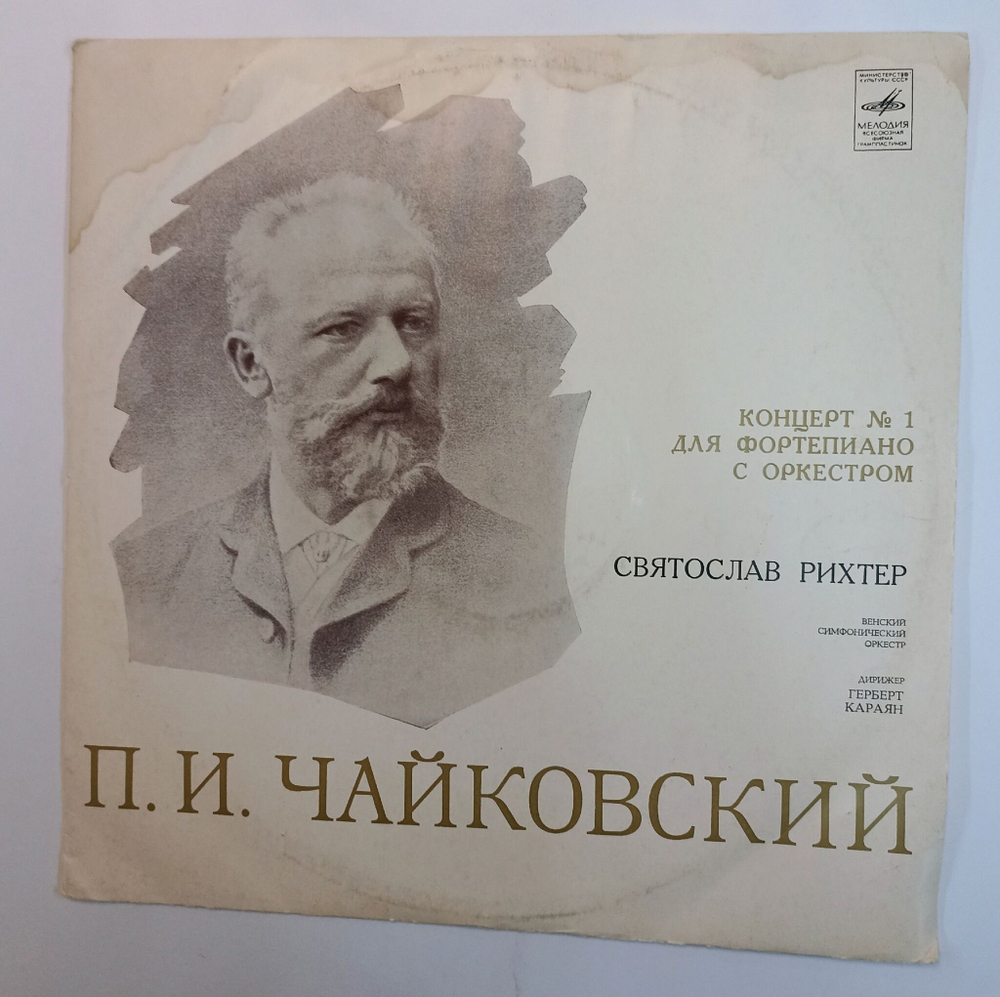 МИНИСТЕРСТВО
КУЛЬТУРЫ СССР
МЕЛОДИЯ
ВСЕСОЮЗНАЯ
ФИРМА
ГРАМПЛАСТИНОК
КОНЦЕРТ № 1
ДЛЯ ФОРТЕПИАНО
С ОРКЕСТРОМ
СВЯТОСЛАВ РИХТЕР
ВЕНСКИЙ
СИМФОНИЧЕСКИЙ
ОРКЕСТР
ДИРИЖЕР
ГЕРБЕРТ
КАРАЯН
П. И. ЧАЙКОВСКИЙ